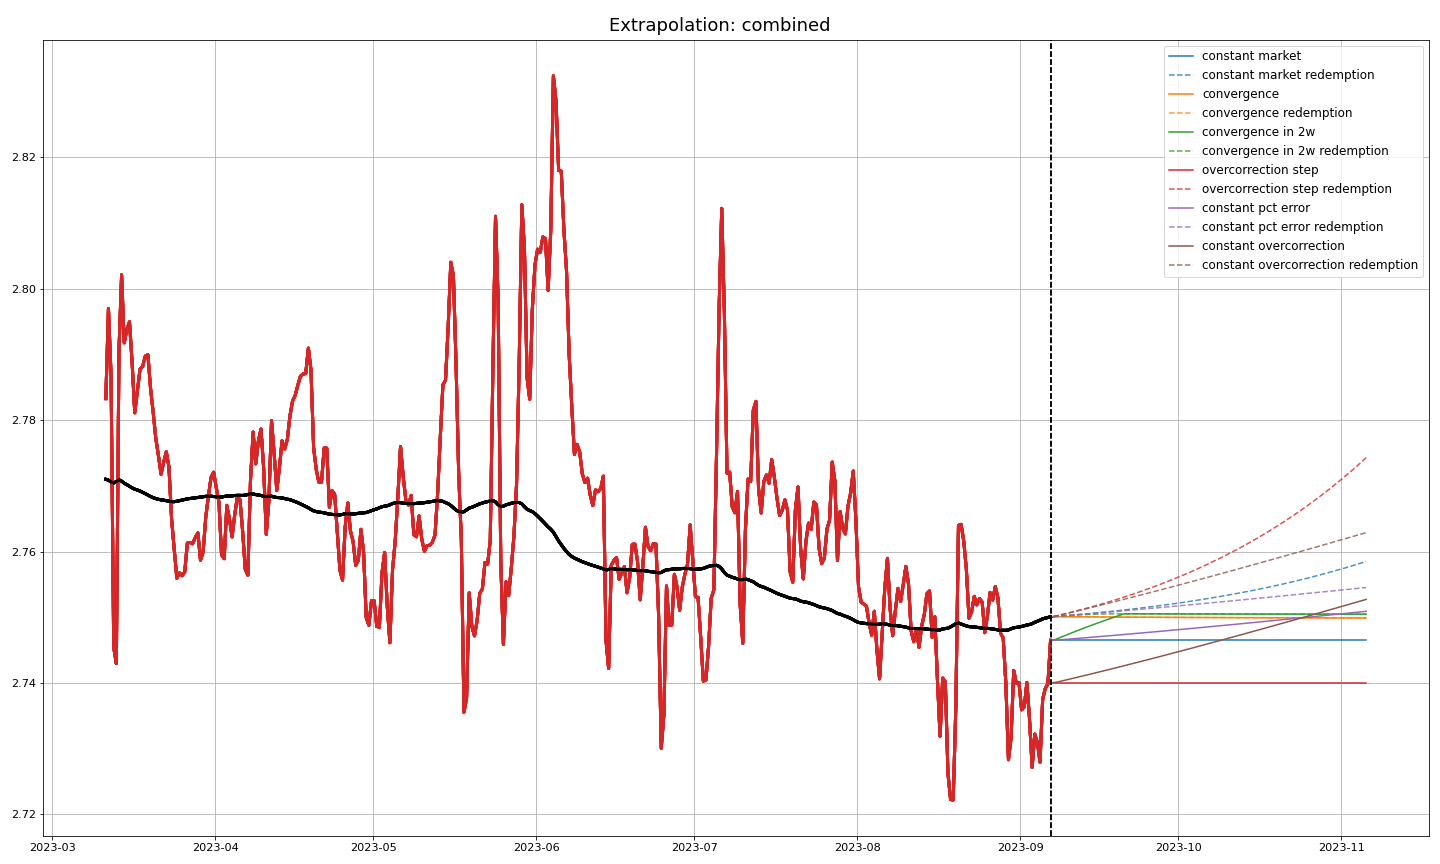 Extrapolation: combined
constant market
constant market redemption
convergence
convergence redemption
convergence in 2w
convergence in 2w redemption
overcorrection step
overcorrection step redemption
constant pct error
constant pct error redemption
constant overcorrection
constant overcorrection redemption
2.82
2.80
2.78
2.76
2.74
2.72
2023-03 2023-04 2023-05 2023-06 2023-07 2023-08 2023-09 2023-10 2023-11